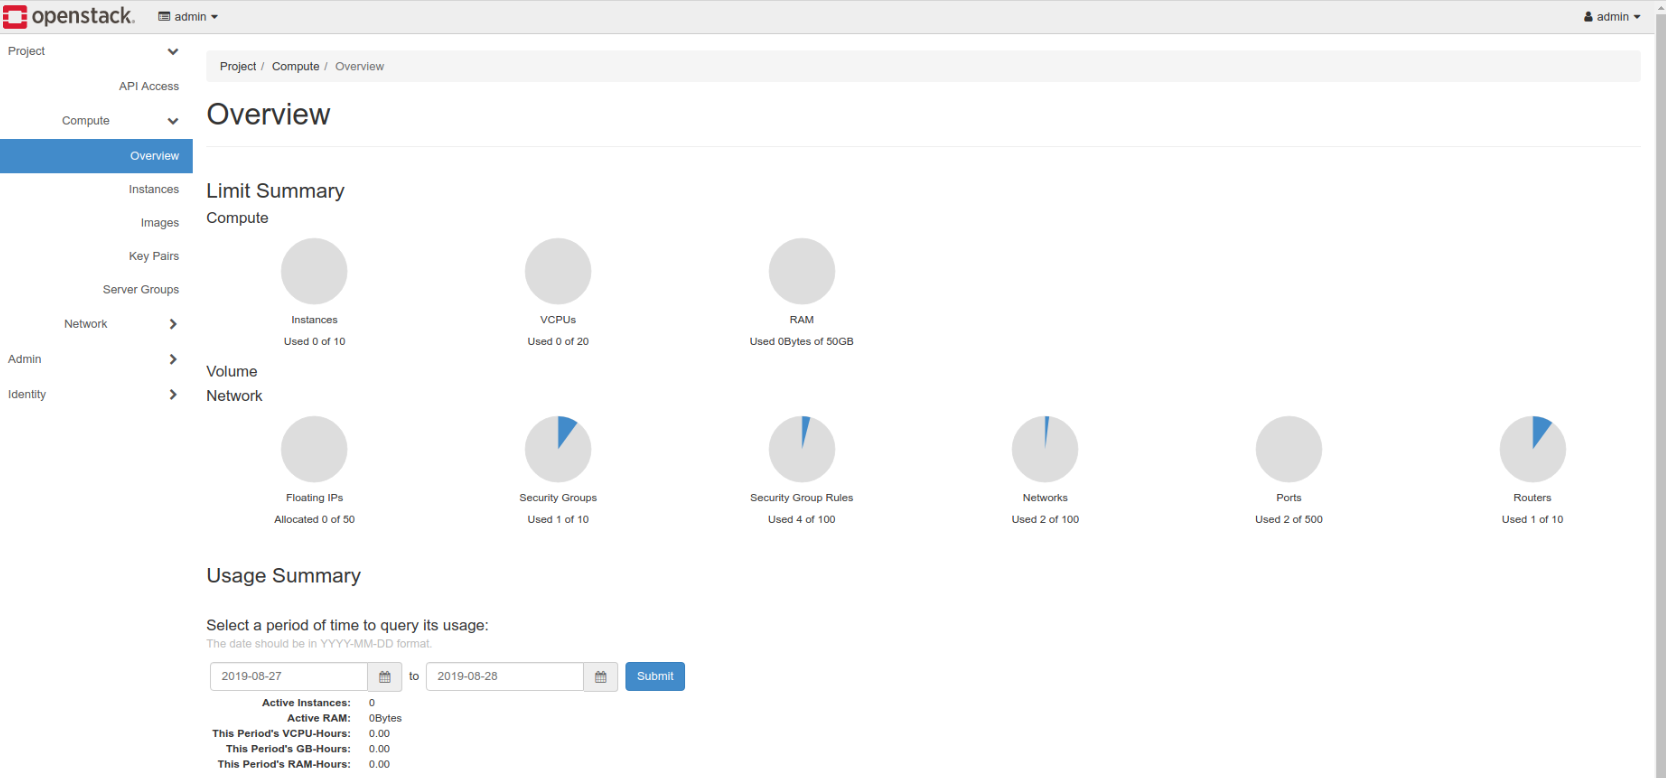 openstack. admin admin
Project
API Access
Compute
Overview
Instances
Images
Key Pairs
Server Groups
Network
Admin
Identity
Project / Compute / Overview
Overview
Limit Summary
Compute
Instances VCPUs RAM
Used 0 of 10 Used 0 of 20 Used 0Bytes of 50GB
Volume
Network
Floating IPs Security Groups Security Group Rules Networks Ports Routers
Allocated 0 of 50 Used 1 of 10 Used 4 of 100 Used 2 of 100 Used 2 of 500 Used 1 of 10
Usage Summary
Select a period of time to query its usage:
The date should be in YYYY-MM-DD format.
2019-08-27 to 2019-08-28 Submit
Active Instances: 0
Active RAM: 0Bytes
This Period's VCPU-Hours: 0.00
This Period's GB-Hours: 0.00
This Period's RAM-Hours: 0.00